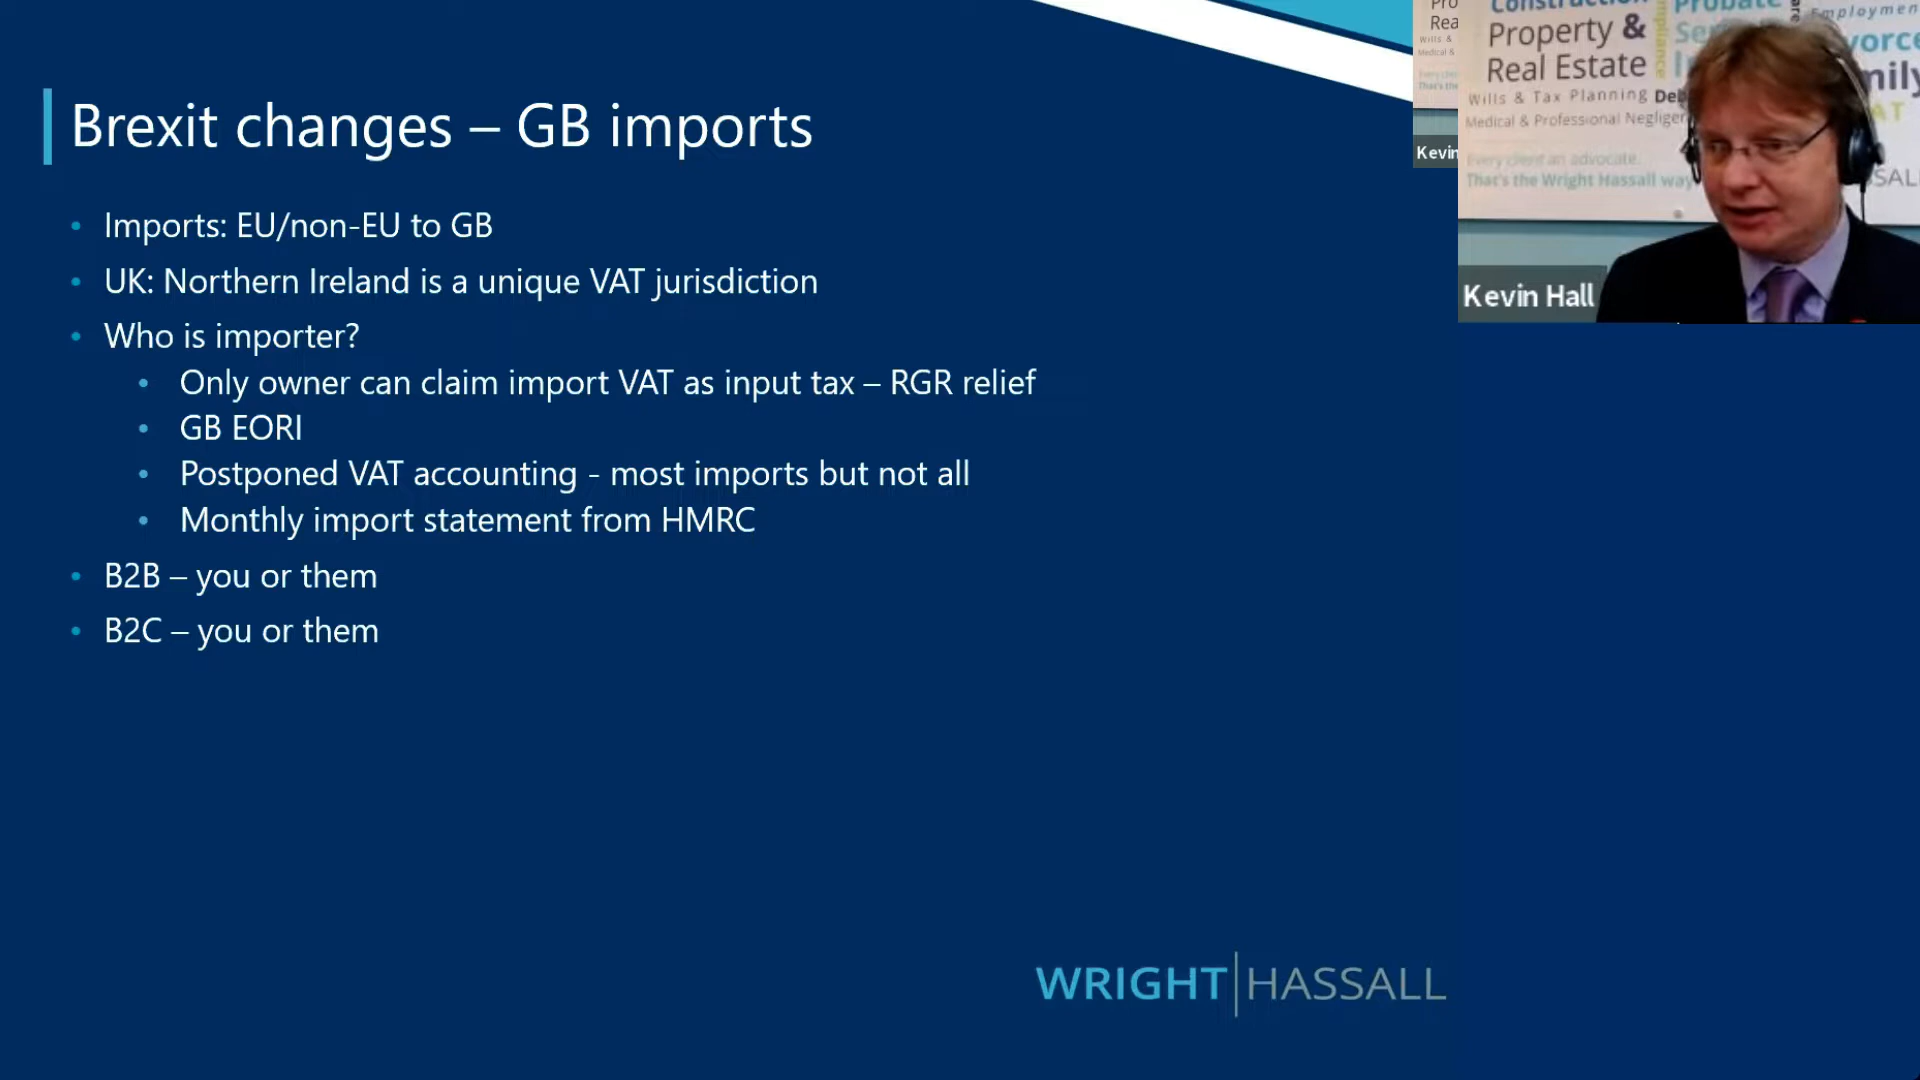 Brexit changes – GB imports
Imports: EU/non-EU to GB
UK: Northern Ireland is a unique VAT jurisdiction
Who is importer?
Only owner can claim import VAT as input tax – RGR relief
GB EORI
Postponed VAT accounting - most imports but not all
Monthly import statement from HMRC
B2B – you or them
B2C – you or them
WRIGHT HASSALL
Rea
Wills &
Medical &
Kevin
Construction
Property &
Real Estate
Wills & Tax Planning
Medical & Professional
Every client an advocate.
That's the Wright Hassall way
Probate
Kevin Hall